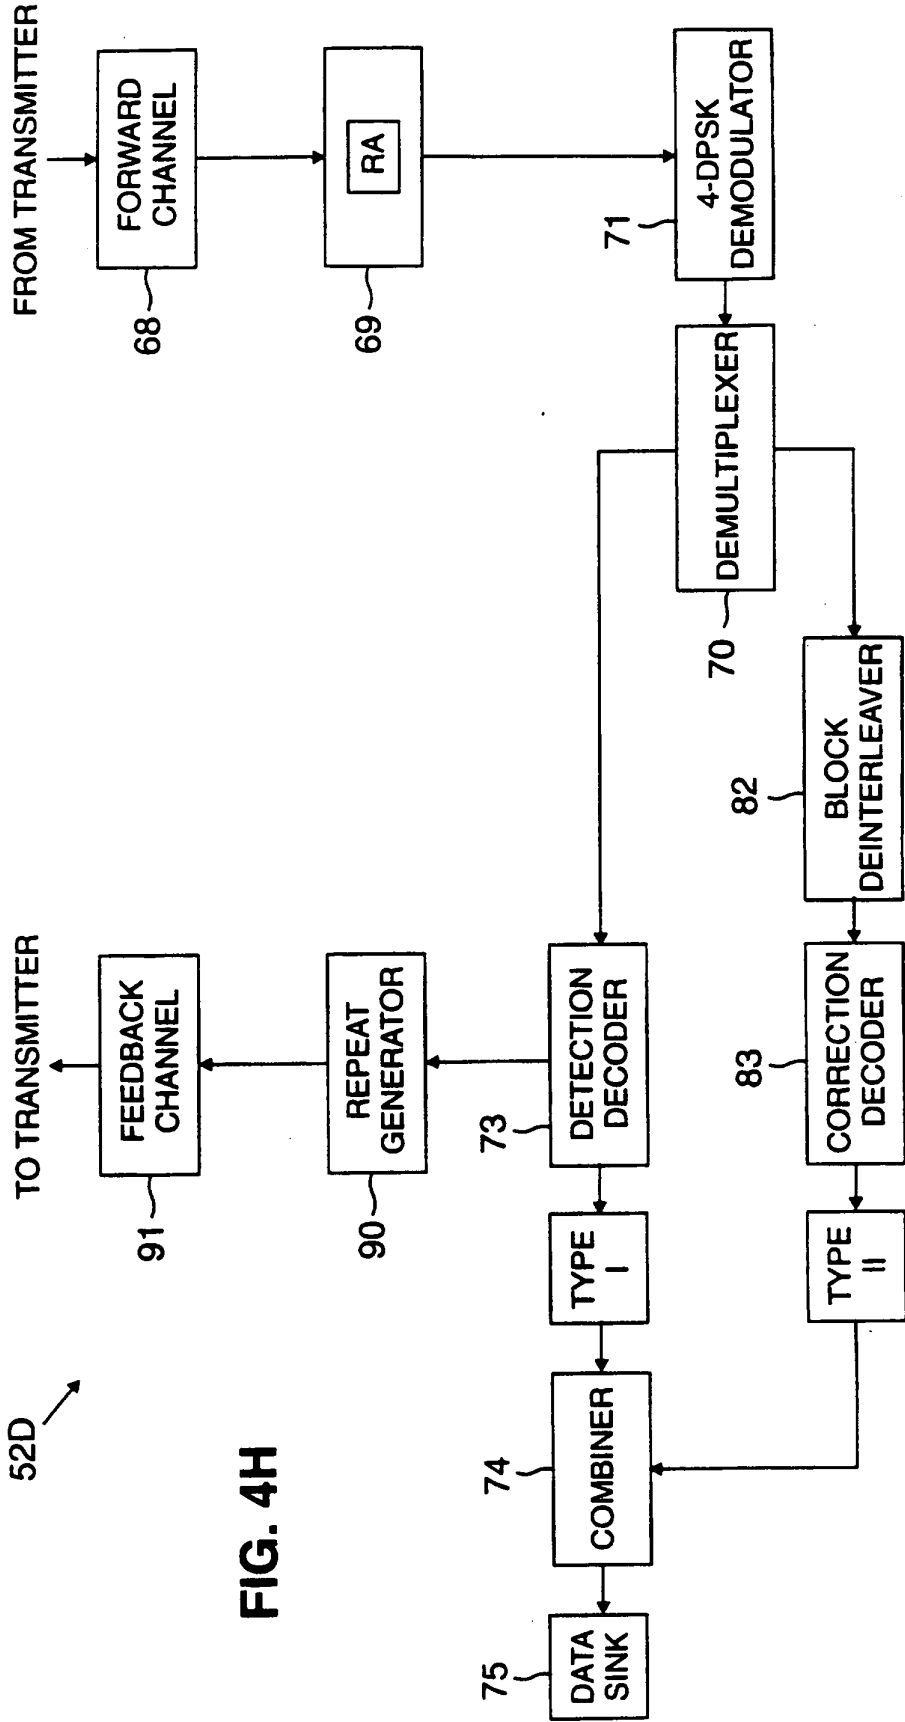 52D
TO TRANSMITTER
FROM TRANSMITTER
91
FEEDBACK
CHANNEL
68
FORWARD
CHANNEL
FIG. 4H
90
REPEAT
GENERATOR
69
RA
75
DATA
SINK
74
COMBINER
TYPE
I
73
DETECTION
DECODER
70
DEMULTIPLEXER
71
4-DPSK
DEMODULATOR
TYPE
II
83
CORRECTION
DECODER
82
BLOCK
DEINTERLEAVER